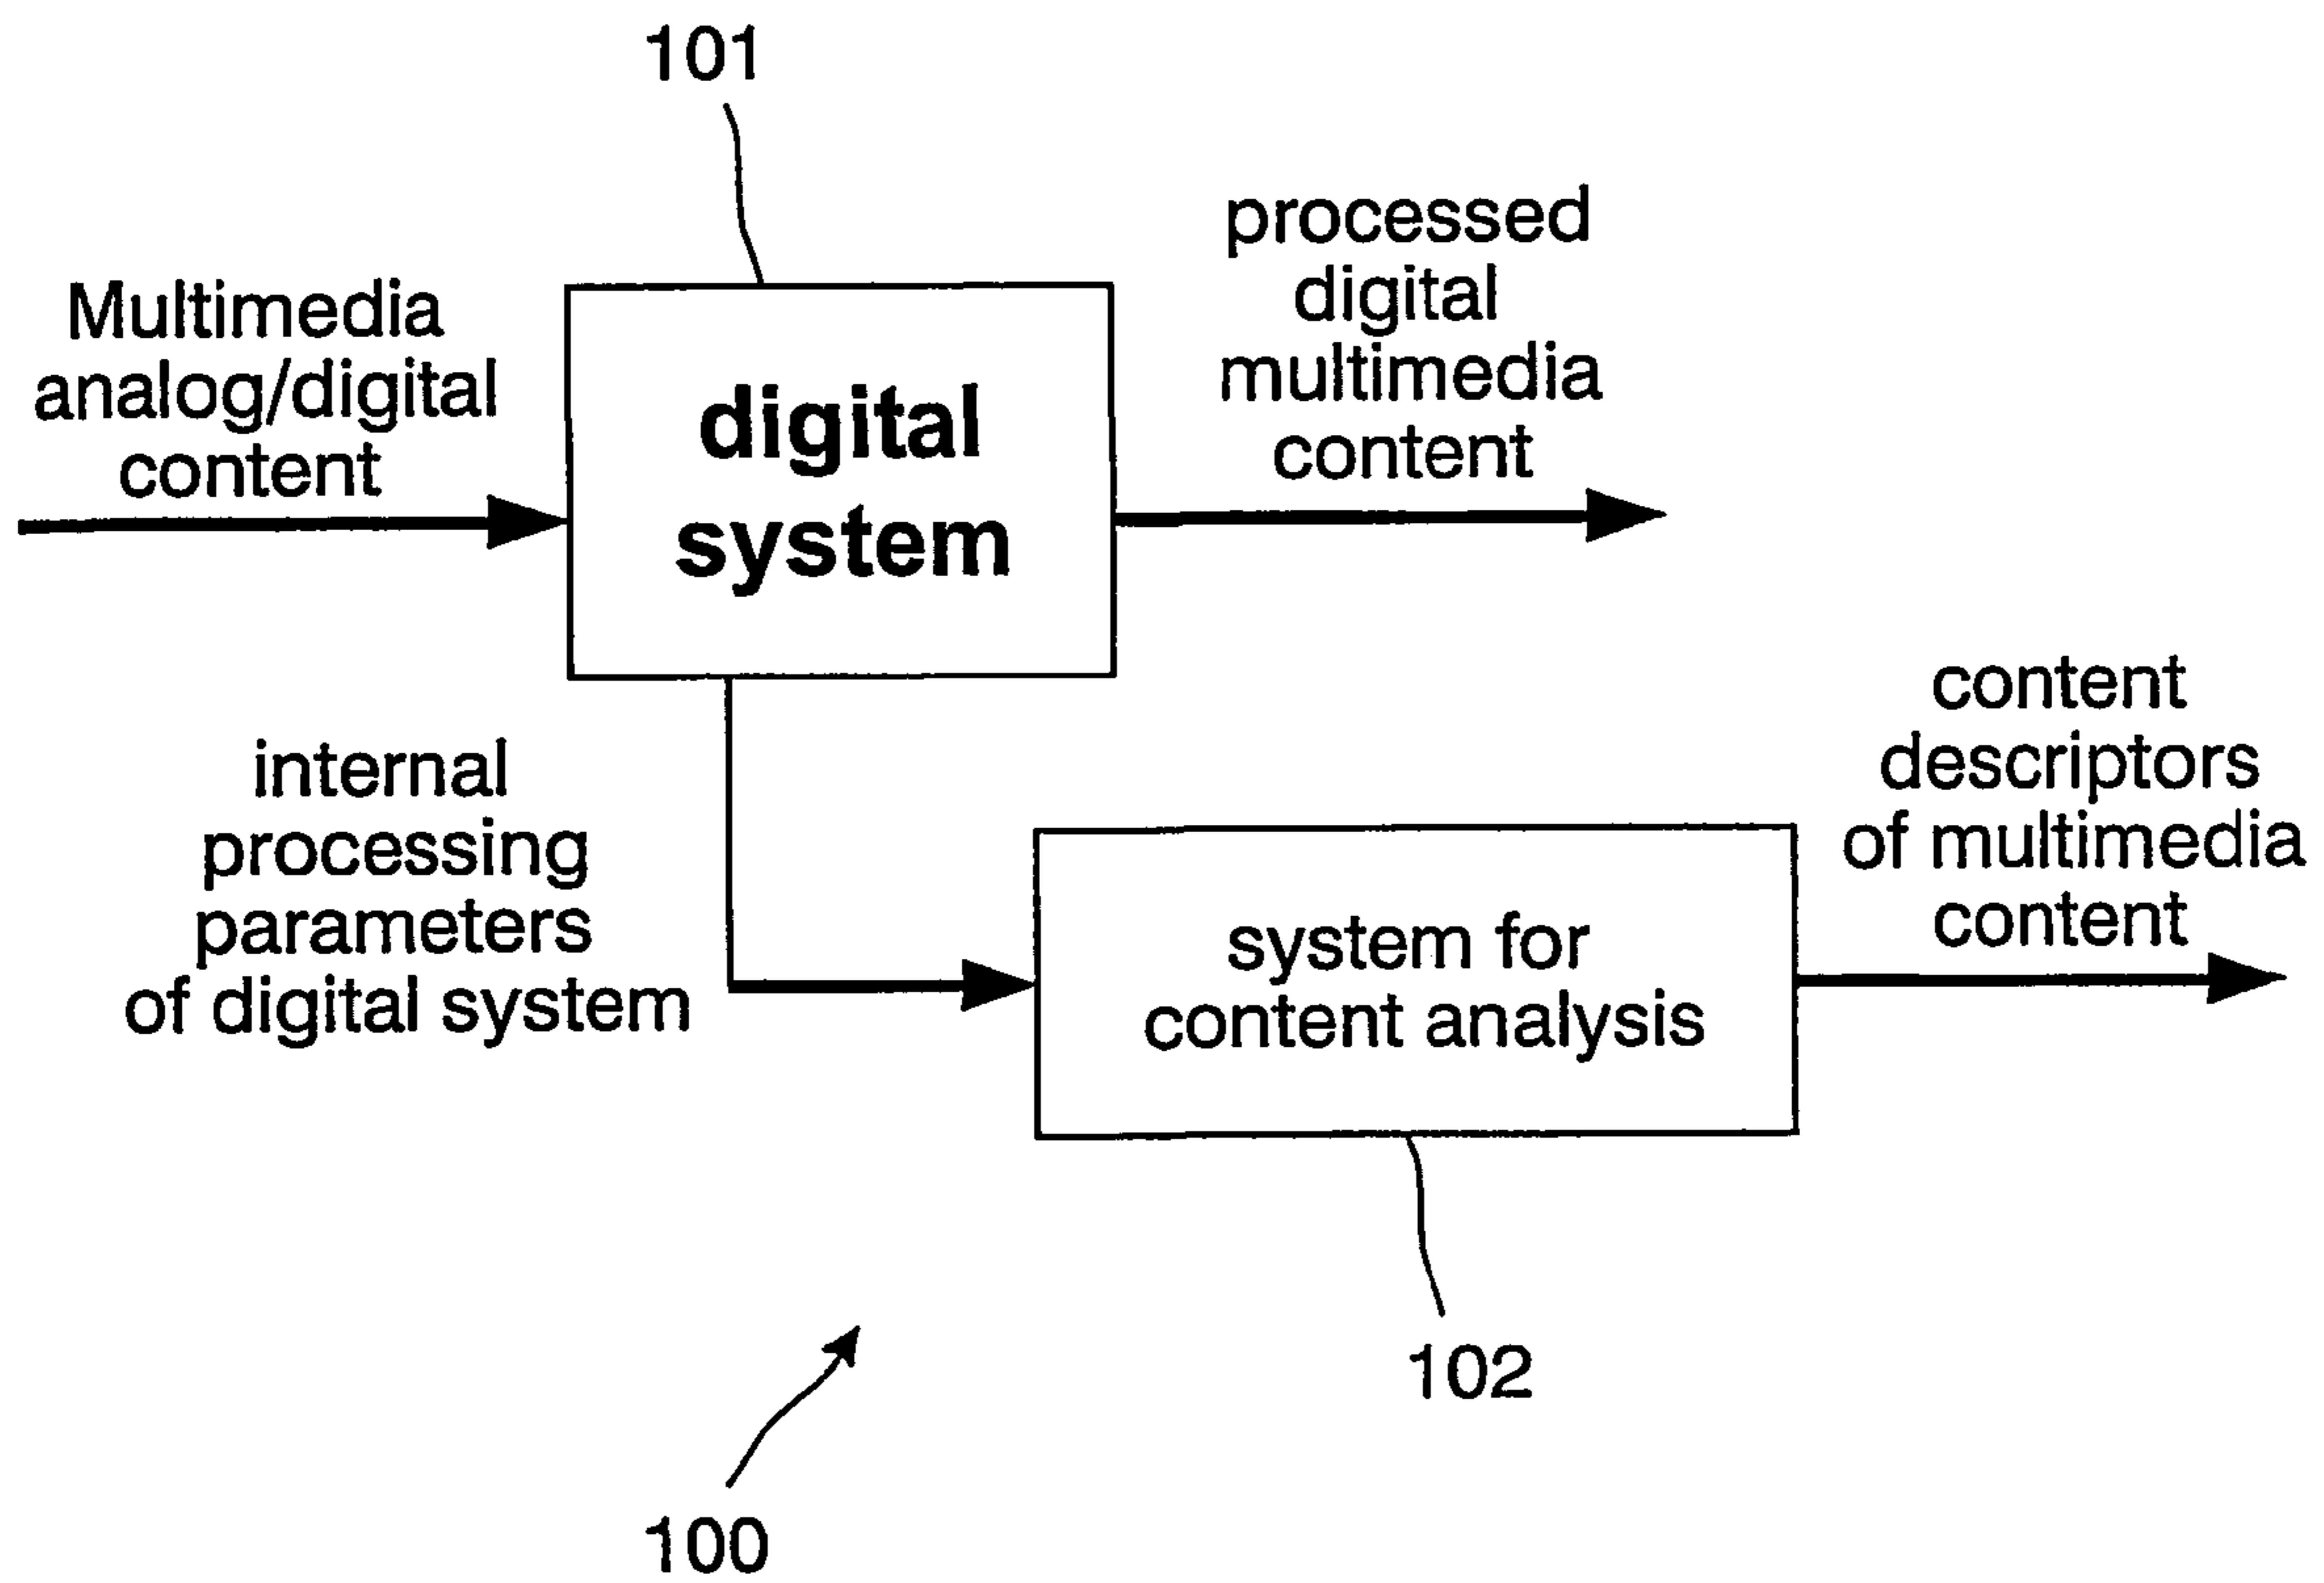 101
Multimedia
analog/digital
content
digital
system
processed
digital
multimedia
content
internal
processing
parameters
of digital system
system for
content analysis
content
descriptors
of multimedia
content
102
100